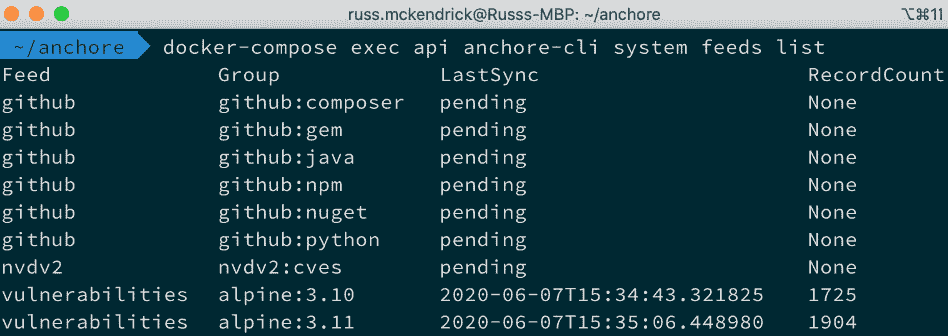 russ.mckendrick@Russs-MBP: ~/anchore ⌥⌘1
~/anchore docker-compose exec api anchore-cli system feeds list
Feed Group LastSync RecordCount
github github:composer pending None
github github:gem pending None
github github:java pending None
github github:npm pending None
github github:nuget pending None
github github:python pending None
nvdv2 nvdv2:cves pending None
vulnerabilities alpine:3.10 2020-06-07T15:34:43.321825 1725
vulnerabilities alpine:3.11 2020-06-07T15:35:06.448980 1904